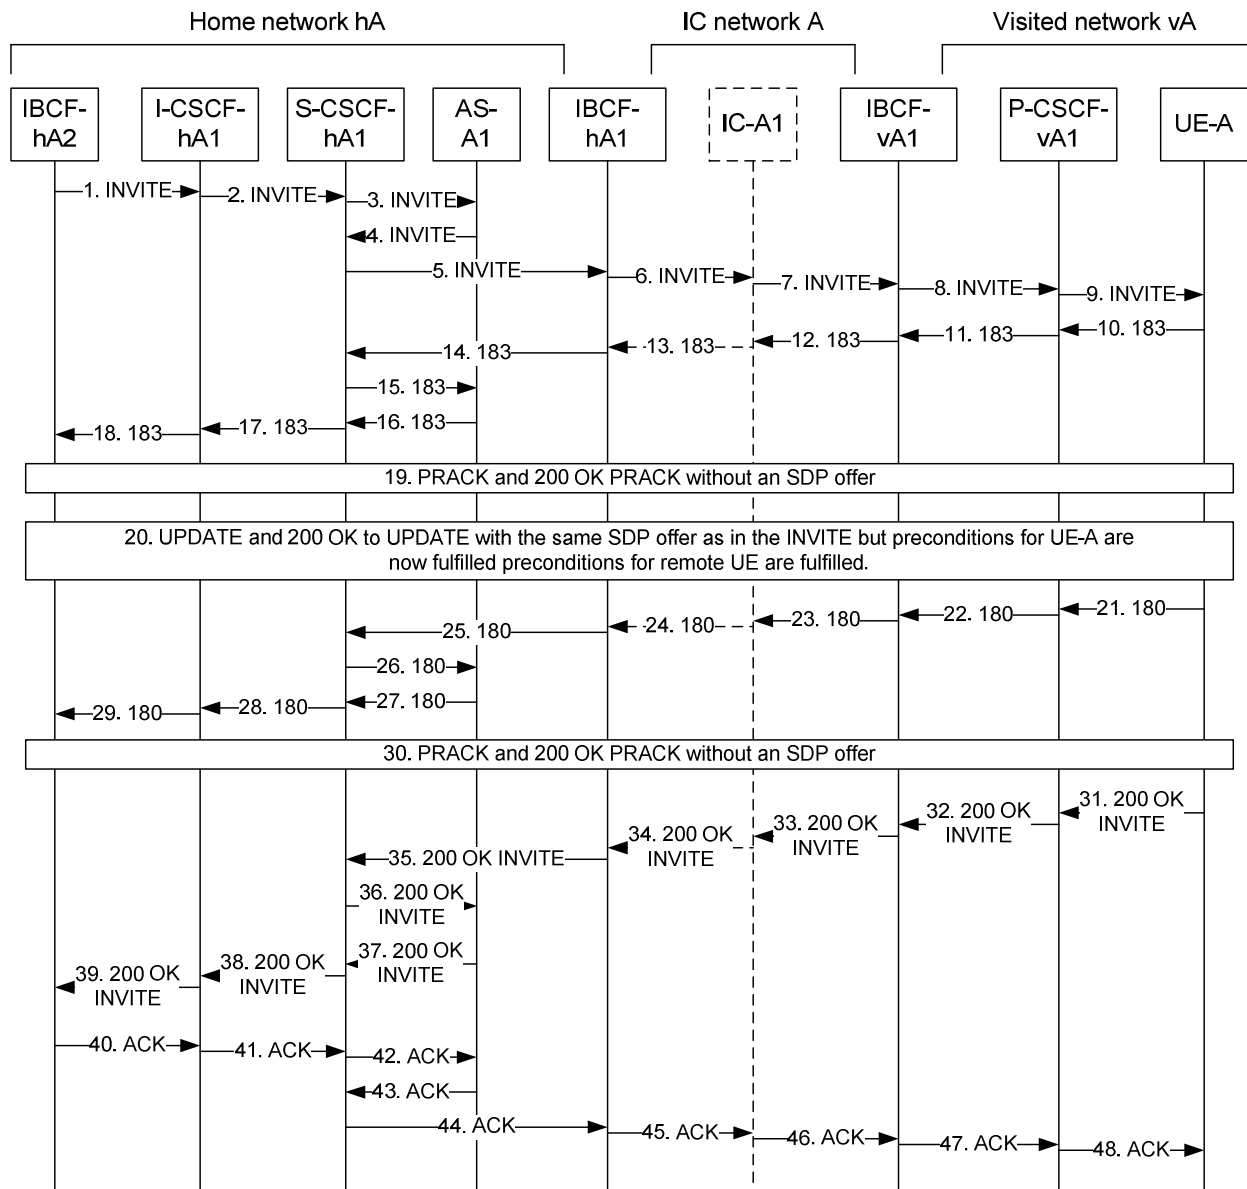 Home network hA
IC network A
Visited network vA
IBCF-
hA2
I-CSCF-
hA1
S-CSCF-
hA1
AS-
A1
IBCF-
hA1
IC-A1
IBCF-
vA1
P-CSCF-
vA1
UE-A
1. INVITE
2. INVITE
3. INVITE
4. INVITE
5. INVITE
6. INVITE
7. INVITE
8. INVITE
9. INVITE
10. 183
11. 183
12. 183
13. 183
14. 183
15. 183
16. 183
17. 183
18. 183
19. PRACK and 200 OK PRACK without an SDP offer
20. UPDATE and 200 OK to UPDATE with the same SDP offer as in the INVITE but preconditions for UE-A are
now fulfilled preconditions for remote UE are fulfilled.
21. 180
22. 180
23. 180
24. 180
25. 180
26. 180
27. 180
28. 180
29. 180
30. PRACK and 200 OK PRACK without an SDP offer
31. 200 OK
INVITE
32. 200 OK
INVITE
33. 200 OK
INVITE
34. 200 OK
INVITE
35. 200 OK INVITE
36. 200 OK
INVITE
37. 200 OK
INVITE
38. 200 OK
INVITE
39. 200 OK
INVITE
40. ACK
41. ACK
42. ACK
43. ACK
44. ACK
45. ACK
46. ACK
47. ACK
48. ACK